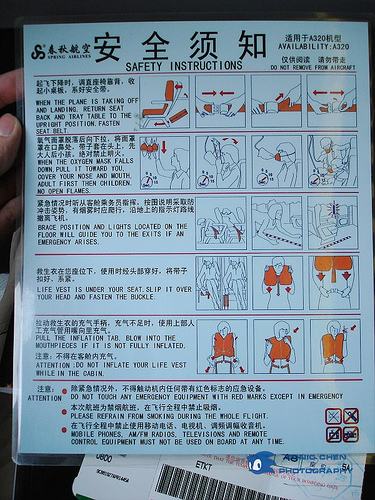 春秋航空
SPRING AIRLINES
安全须知
SAFETY INSTRUCTIONS
适用于A320机型
AVAILABILITY:A320
仅供阅读 请勿带走
DO NOT REMOVE FROM AIRCRAFT
起飞下降时，调直座椅靠背，收
起小桌板，系好安全带。
WHEN THE PLANE IS TAKING OFF
AND LANDING. RETURN SEAT
BACK AND TRAY TABLE TO THE
UPRIGHT POSITION. FASTEN
SEAT BELT.
氧气面罩脱落后向下拉，将面罩
罩在口鼻处，带子套在头上，先
大人后小孩，绝对禁止明火。
WHEN THE OXYGEN MASK FALLS
DOWN, PULL IT TOWARD YOU,
COVER YOUR NOSE AND MOUTH.
ADULT FIRST THEN CHILDREN.
NO OPEN FLAMES.
紧急情况时听从客舱乘务员指挥，按图说明采取防
冲击姿势，有烟雾时应爬行，沿地上的指示灯路线
撤离飞机。
BRACE POSITION AND LIGHTS LOCATED ON THE
FLOOR WILL GUIDE YOU TO THE EXITS IF AN
EMERGENCY ARISES.
救生衣在您座位下，使用时经头部穿好，将带子
扣好，系紧。
LIFE VEST IS UNDER YOUR SEAT. SLIP IT OVER
YOUR HEAD AND FASTEN THE BUCKLE.
拉动救生衣的充气手柄，充气不足时，使用上部人
工充气管用嘴向里吹气。
PULL THE INFLATION TAB. BLOW INTO THE
MOUTHPIECES IF IT IS NOT FULLY INFLATED.
注意：不得在客舱内充气。
ATTENTION:DO NOT INFLATE YOUR LIFE VEST
WHILE IN THE CABIN.
注意： 除紧急情况外，不得触动机内任何带有红色标志的应急设备。
ATTENTION DO NOT TOUCH ANY EMERGENCY EQUIPMENT WITH RED MARKS EXCEPT IN EMERGENCY
本次航班为禁烟航班，在飞行全程中禁止吸烟。
PLEASE REFRAIN FROM SMOKING DURING THE WHOLE FLIGHT.
在飞行全程中禁止使用移动电话、电视机、调频调幅收音机。
MOBILE PHONES, AM/FM RADIOS, TELEVISIONS AND REMOTE
CONTROL EQUIPMENT MUST NOT BE USED ON BOARD AT ANY TIME.
ETKT
CHEN
PHOTOGRAPHY